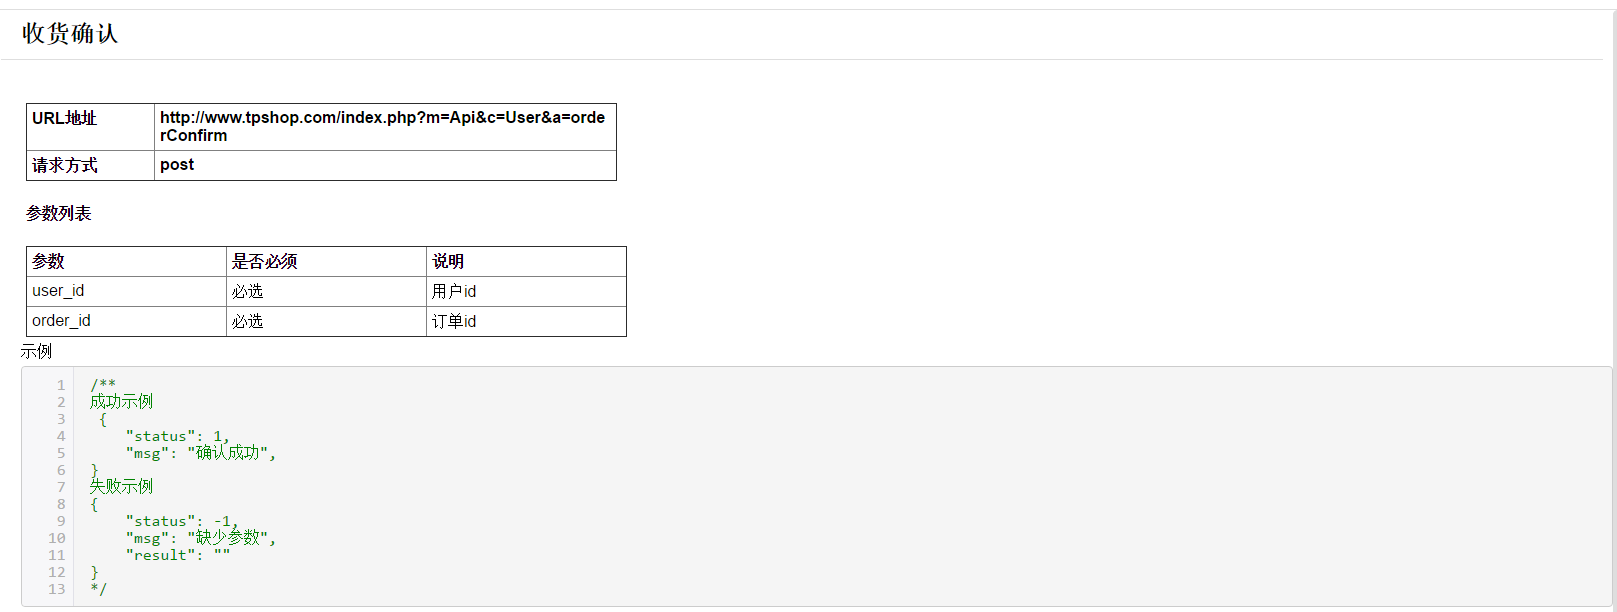 收货确认
URL地址 http://www.tpshop.com/index.php?m=Api&c=User&a=orde
rConfirm
请求方式 post
参数列表
参数 是否必须 说明
user_id 必选 用户id
order_id 必选 订单id
示例
1 /**
2 成功示例
3 {
4 "status": 1,
5 "msg": "确认成功",
6 }
7 失败示例
8 {
9 "status": -1,
10 "msg": "缺少参数",
11 "result": ""
12 }
13 */